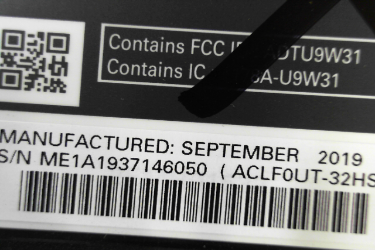 Contains FCC
Contains IC
MANUFACTURED: SEPTEMBER 2019
S/N ME1A1937146050 ( ACLF0UT-32HS